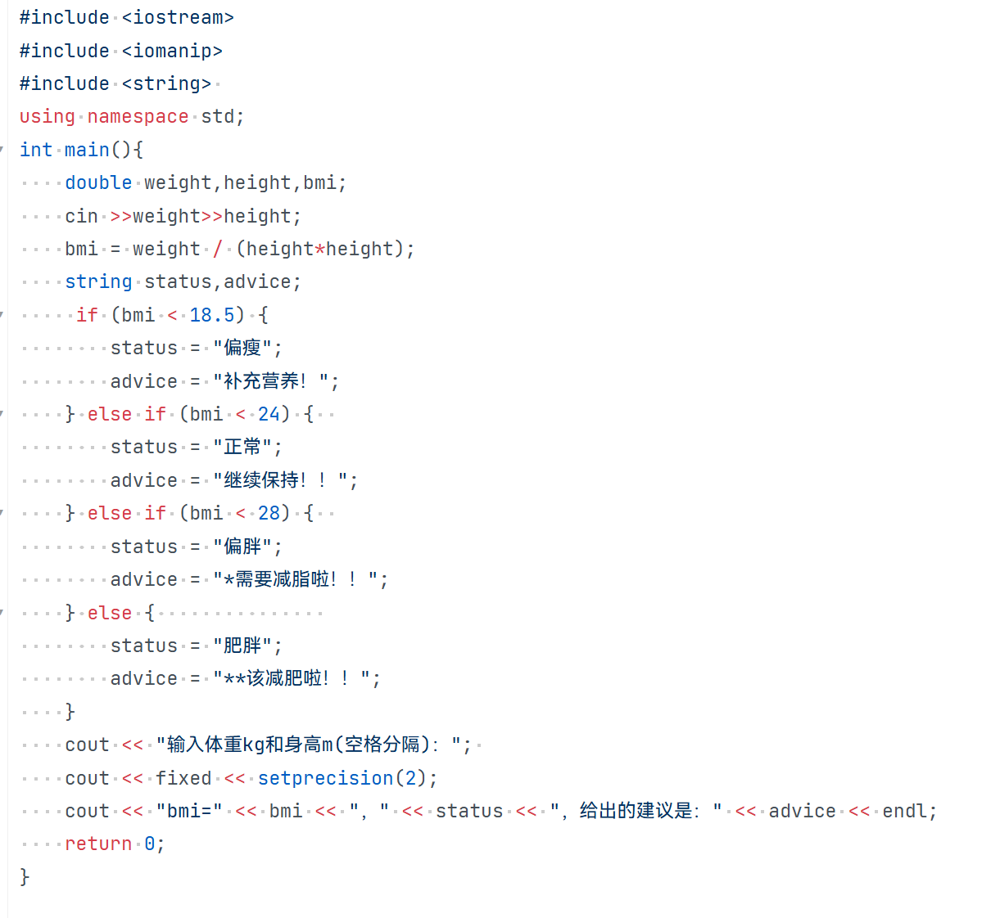 #include <iostream>
#include <iomanip>
#include <string>
using namespace std;
int main(){
    double weight,height,bmi;
    cin >>weight>>height;
    bmi = weight / (height*height);
    string status,advice;
     if (bmi < 18.5) {
        status = "偏瘦";
        advice = "补充营养！";
    } else if (bmi < 24) {
        status = "正常";
        advice = "继续保持！！";
    } else if (bmi < 28) {
        status = "偏胖";
        advice = "*需要减脂啦！！";
    } else {
        status = "肥胖";
        advice = "**该减肥啦！！";
    }
    cout << "输入体重kg和身高m(空格分隔)：";
    cout << fixed << setprecision(2);
    cout << "bmi=" << bmi << "，" << status << "，给出的建议是：" << advice << endl;
    return 0;
}